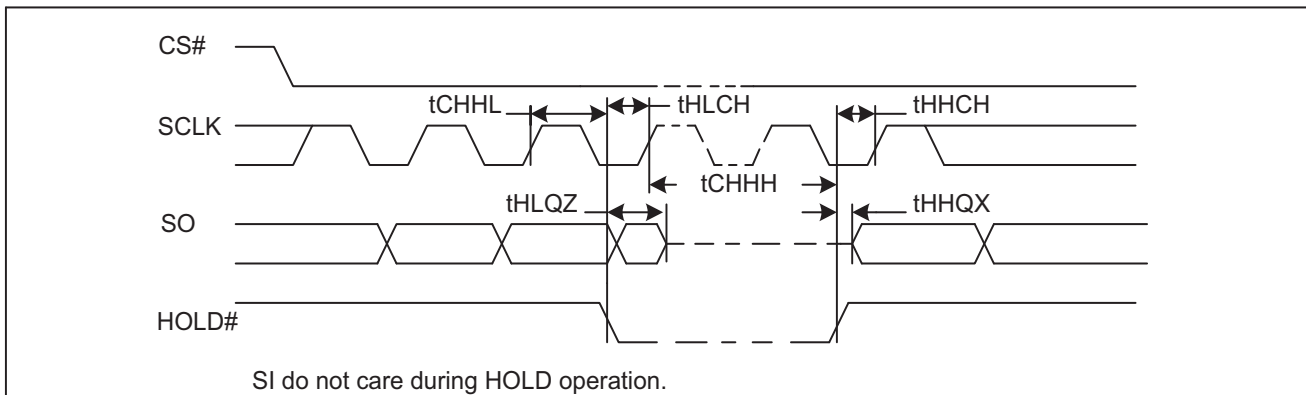 CS#
tCHHL
tHLCH
tHHCH
SCLK
tCHHH
tHLQZ
tHHQX
SO
HOLD#
SI do not care during HOLD operation.